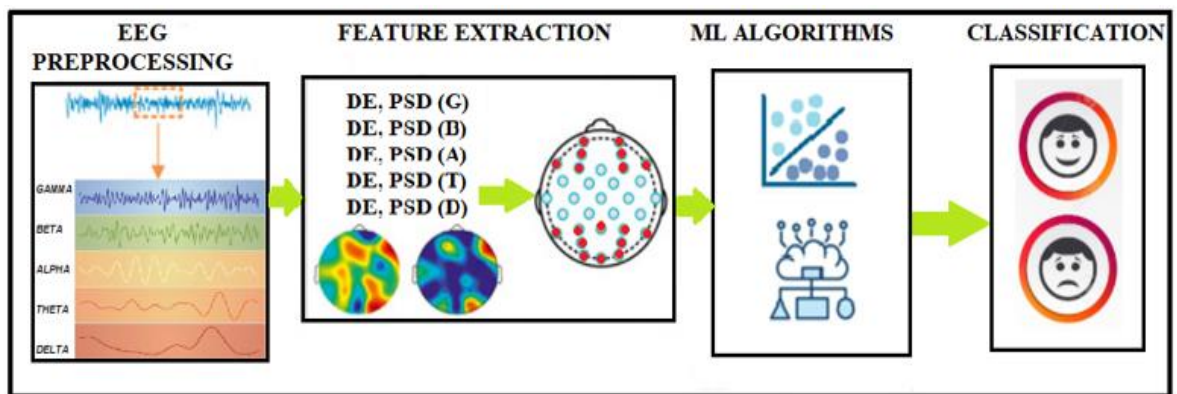 EEG
PREPROCESSING
GAMMA
BETA
ALPHA
THETA
DELTA
FEATURE EXTRACTION
DE, PSD (G)
DE, PSD (B)
DE, PSD (A)
DE, PSD (T)
DE, PSD (D)
ML ALGORITHMS
CLASSIFICATION